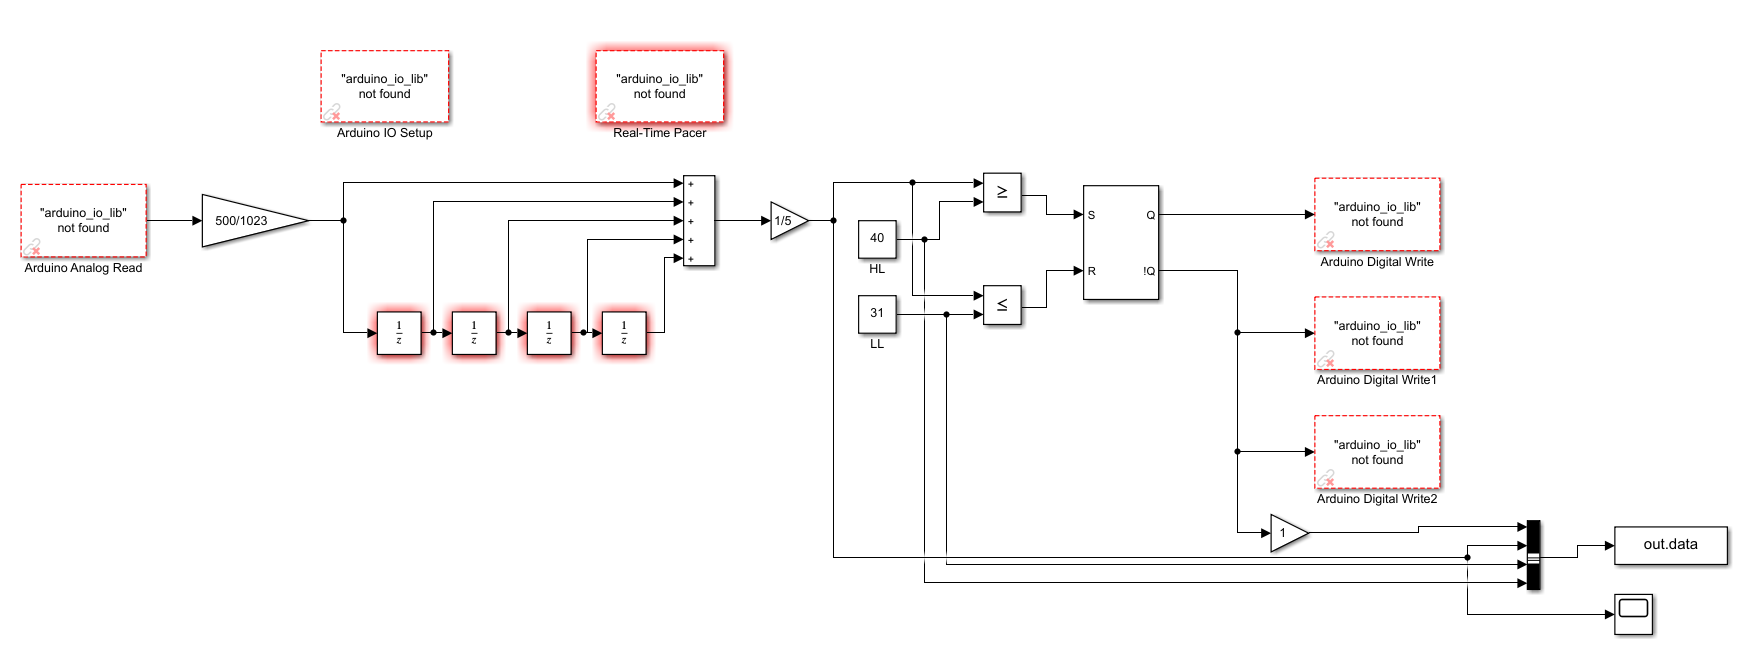 "arduino_io_lib"
not found
Arduino IO Setup
"arduino_io_lib"
not found
Real-Time Pacer
"arduino_io_lib"
not found
Arduino Analog Read
500/1023
+
+
+
+
+
1
z
1
z
1
z
1
z
1/5
40
HL
31
LL
≥
≤
S
Q
R
!Q
"arduino_io_lib"
not found
Arduino Digital Write
"arduino_io_lib"
not found
Arduino Digital Write1
"arduino_io_lib"
not found
Arduino Digital Write2
1
out.data